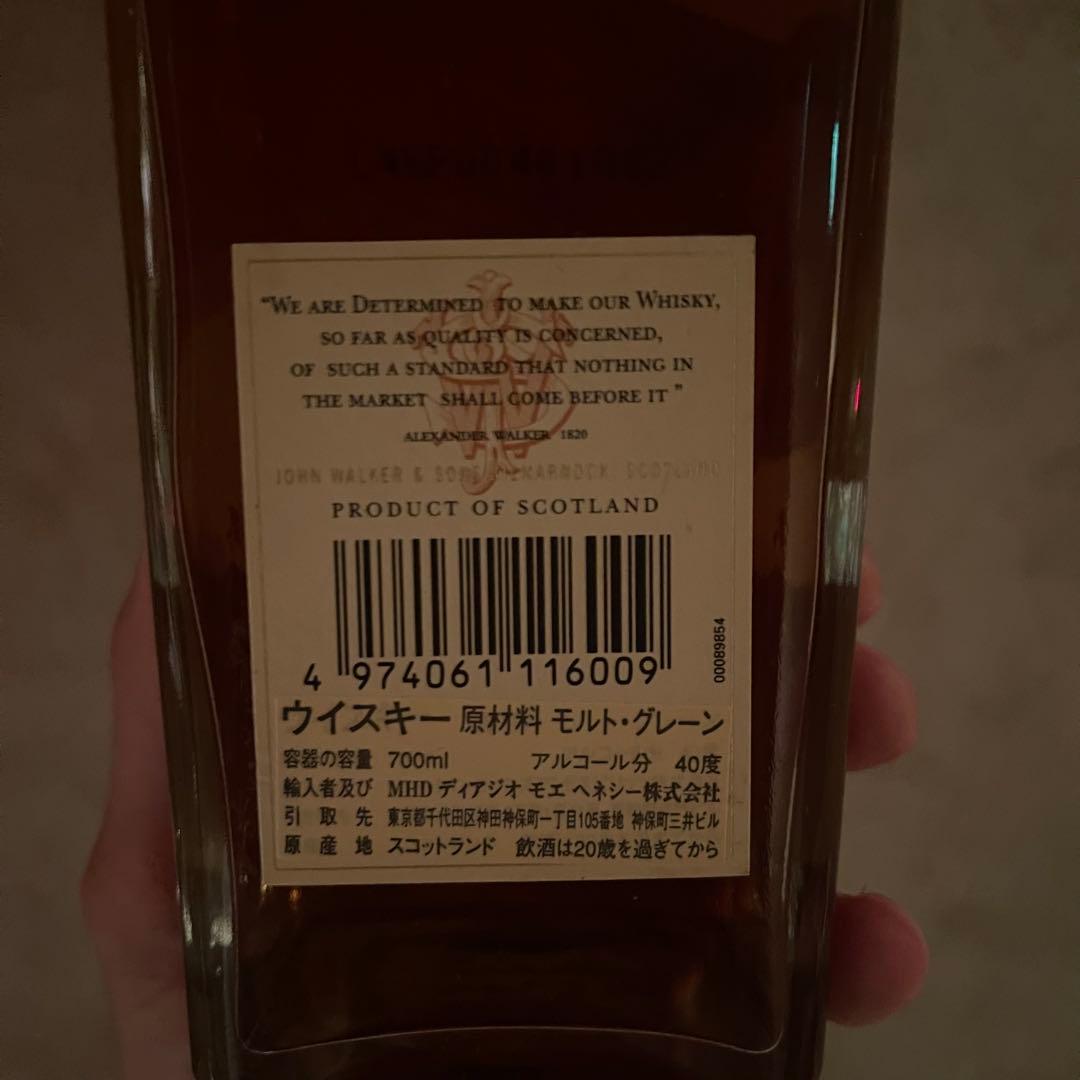 “WE ARE DETERMINED TO MAKE OUR WHISKY,
SO FAR AS QUALITY IS CONCERNED,
OF SUCH A STANDARD THAT NOTHING IN
THE MARKET SHALL COME BEFORE IT”
ALEXANDER WALKER 1820
JOHN WALKER & SONS KILMARNOCK, SCOTLAND
PRODUCT OF SCOTLAND
4 974061 116009
00089854
ウイスキー 原材料 モルト・グレーン
容器の容量 700ml アルコール分 40度
輸入者及び MHD ディアジオ モエ ヘネシー株式会社
引取先 東京都千代田区神田神保町一丁目105番地 神保町三井ビル
原産地 スコットランド 飲酒は20歳を過ぎてから